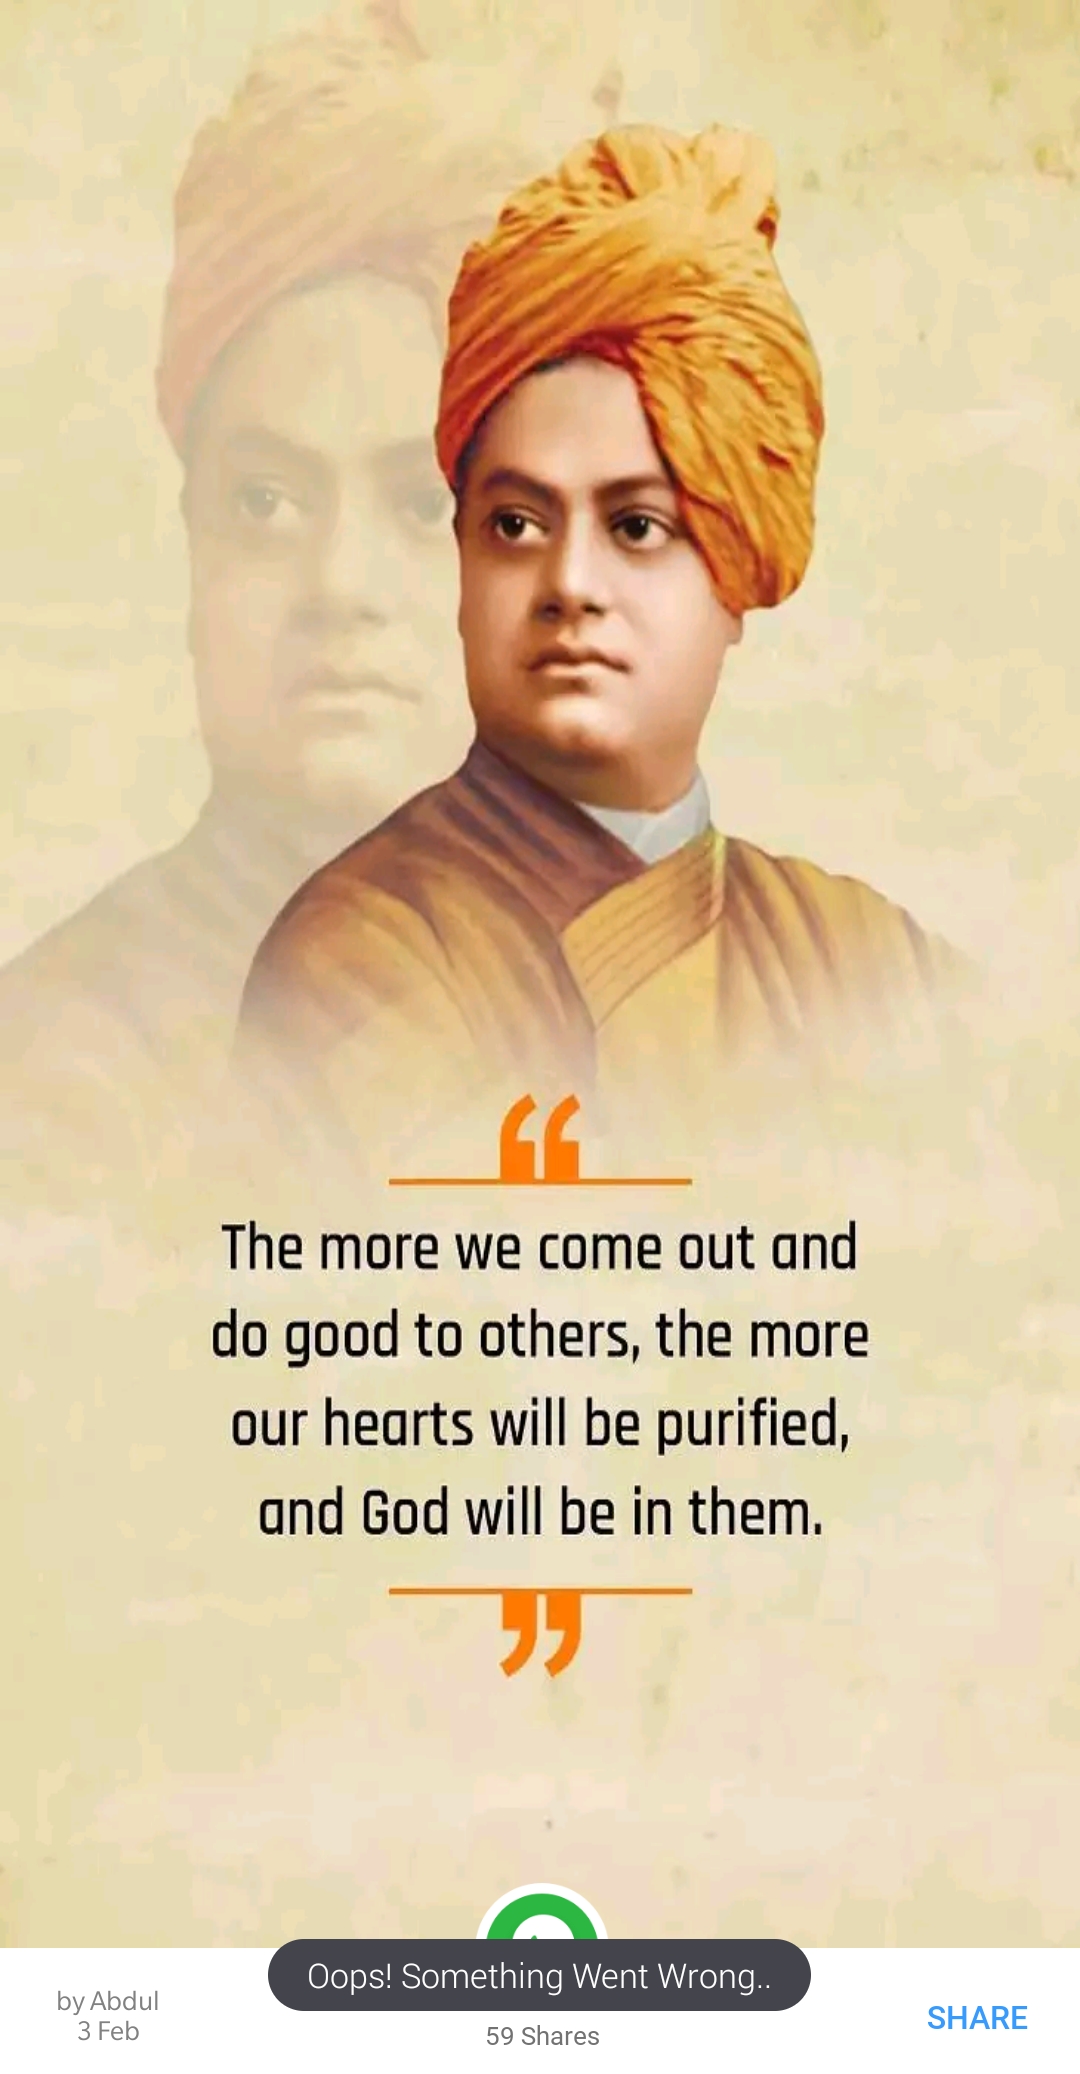 The more we come out and
do good to others, the more
our hearts will be purified,
and God will be in them.
Oops! Something Went Wrong..
by Abdul
3 Feb
59 Shares
SHARE